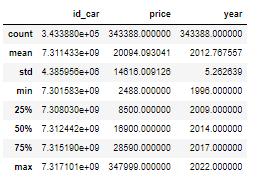 id_car price year
count 3.433880e+05 343388.000000 343388.000000
mean 7.311433e+09 20094.093041 2012.767557
std 4.385956e+06 14616.009126 5.262639
min 7.301583e+09 2488.000000 1996.000000
25% 7.308030e+09 8500.000000 2009.000000
50% 7.312442e+09 16900.000000 2014.000000
75% 7.315190e+09 28590.000000 2017.000000
max 7.317101e+09 347999.000000 2022.000000